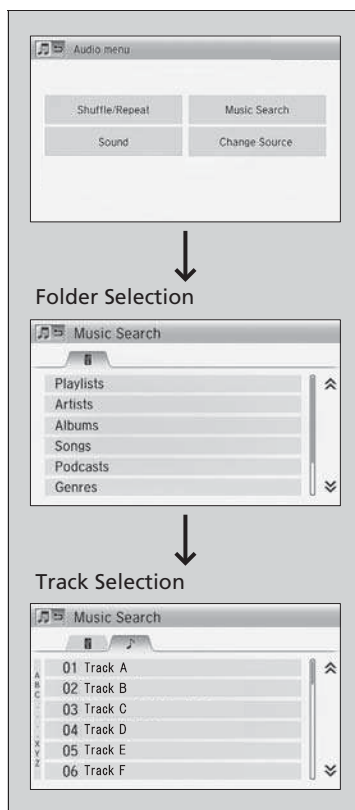 Audio menu
Shuffle/Repeat Music Search
Sound Change Source
Folder Selection
Music Search
Playlists
Artists
Albums
Songs
Podcasts
Genres
Track Selection
Music Search
A
B
C
X
Y
Z
01 Track A
02 Track B
03 Track C
04 Track D
05 Track E
06 Track F